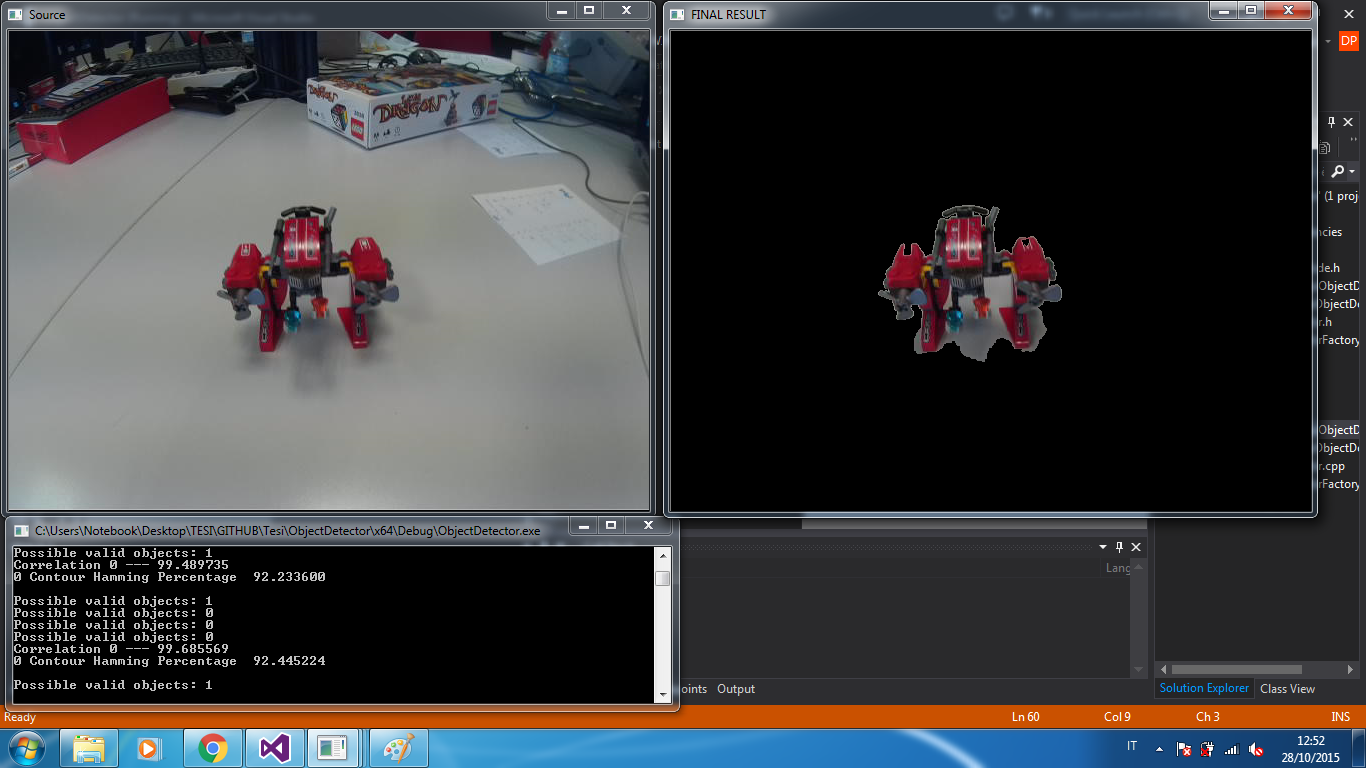 Source
FINAL RESULT
DP
DRAGON
LEGO
(1 proj
ncies
de.h
ObjectD
ObjectDe
r.h
rFactory
ObjectD
ObjectDe
r.cpp
rFactory
C:\Users\Notebook\Desktop\TESI\GITHUB\Tesi\ObjectDetector\x64\Debug\ObjectDetector.exe
Possible valid objects: 1
Correlation 0 --- 99.489735
0 Contour Hamming Percentage  92.233600
Possible valid objects: 1
Possible valid objects: 0
Possible valid objects: 0
Possible valid objects: 0
Correlation 0 --- 99.685569
0 Contour Hamming Percentage  92.445224
Possible valid objects: 1
Lang
oints Output
Solution Explorer Class View
Ready Ln 60 Col 9 Ch 3 INS
IT 12:52
28/10/2015